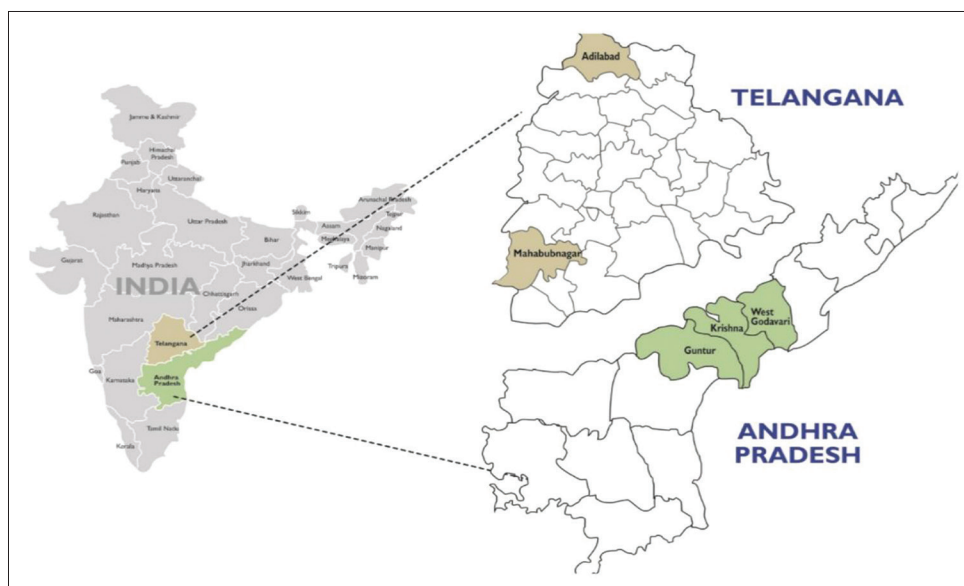 Jammu & Kashmir
Himachal
Pradesh
Punjab
Uttaranchal
Haryana
Rajasthan
Uttar Pradesh
Bihar
Sikkim
Arunachal Pradesh
Assam
Nagaland
Meghalaya
Manipur
Tripura
Mizoram
Gujarat
Madhya Pradesh
Jharkhand
West Bengal
INDIA
Chhattisgarh
Orissa
Maharashtra
Telangana
Andhra
Pradesh
Goa
Karnataka
Tamil Nadu
Kerala
Adilabad
TELANGANA
Mahabubnagar
West
Godavari
Krishna
Guntur
ANDHRA
PRADESH